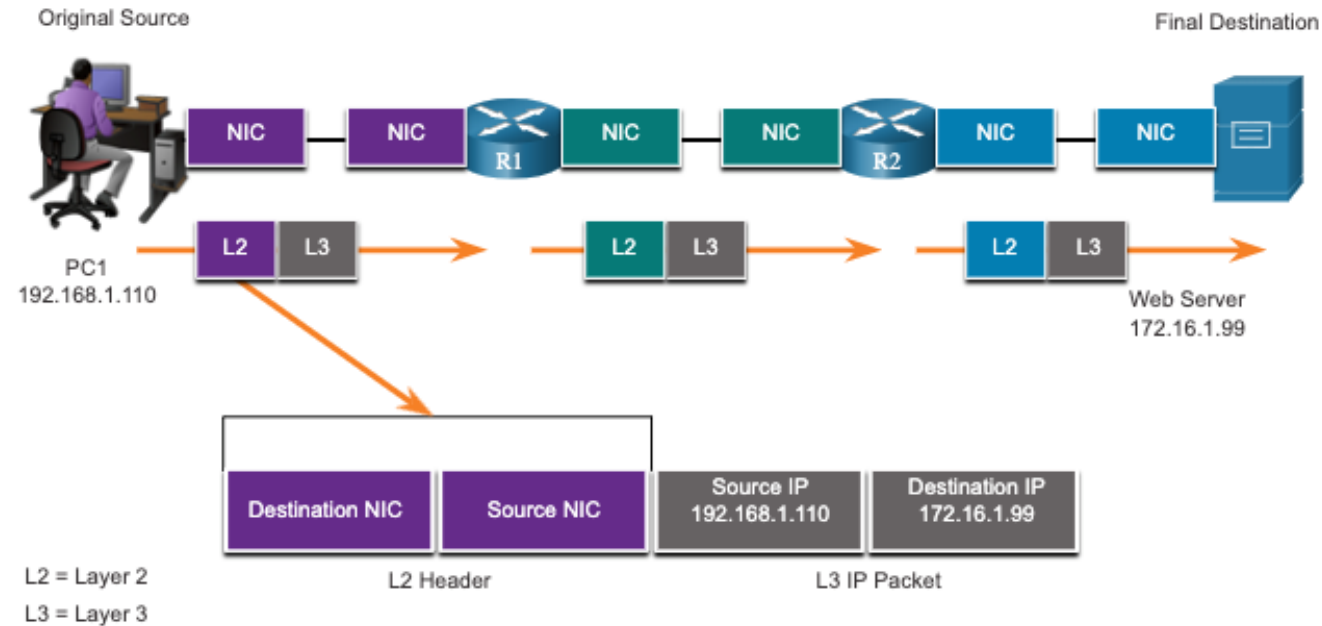 Original Source
Final Destination
NIC
NIC
R1
NIC
NIC
R2
NIC
NIC
L2
L3
L2
L3
L2
L3
PC1
192.168.1.110
Web Server
172.16.1.99
Destination NIC
Source NIC
Source IP
192.168.1.110
Destination IP
172.16.1.99
L2 = Layer 2
L2 Header
L3 IP Packet
L3 = Layer 3